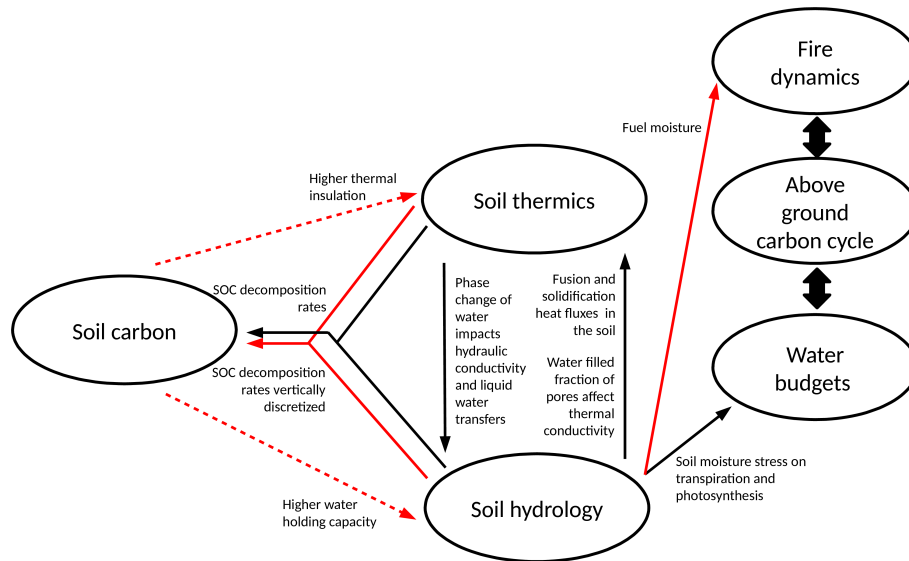 Fire
dynamics
Fuel moisture
Higher thermal
insulation
Soil thermics
Above
ground
carbon cycle
SOC decomposition
rates
Phase
change of
water
impacts
hydraulic
conductivity
and liquid
water
transfers
Fusion and
solidification
heat fluxes in
the soil
Water filled
fraction of
pores affect
thermal
conductivity
Soil carbon
SOC decomposition
rates vertically
discretized
Water
budgets
Soil moisture stress on
transpiration and
photosynthesis
Higher water
holding capacity
Soil hydrology